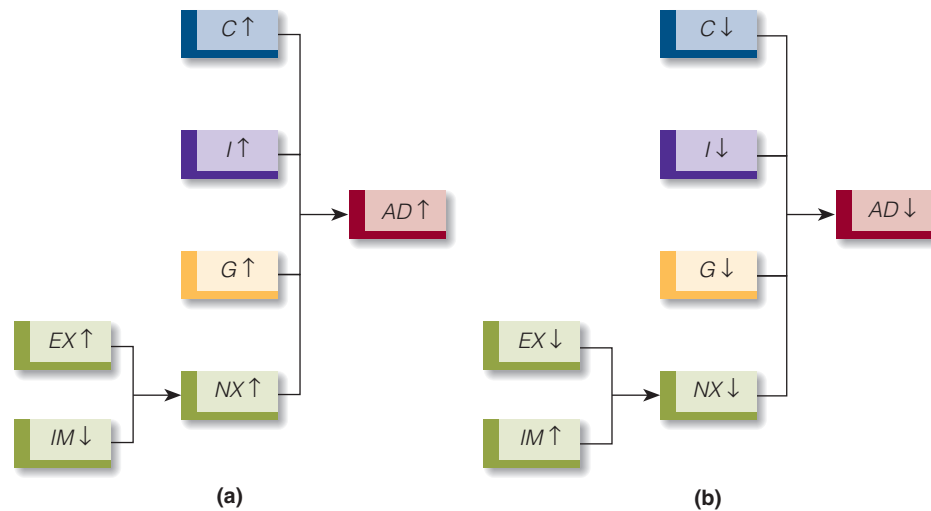 C↑
I↑
AD↑
G↑
EX↑
NX↑
IM↓
(a)
C↓
I↓
AD↓
G↓
EX↓
NX↓
IM↑
(b)